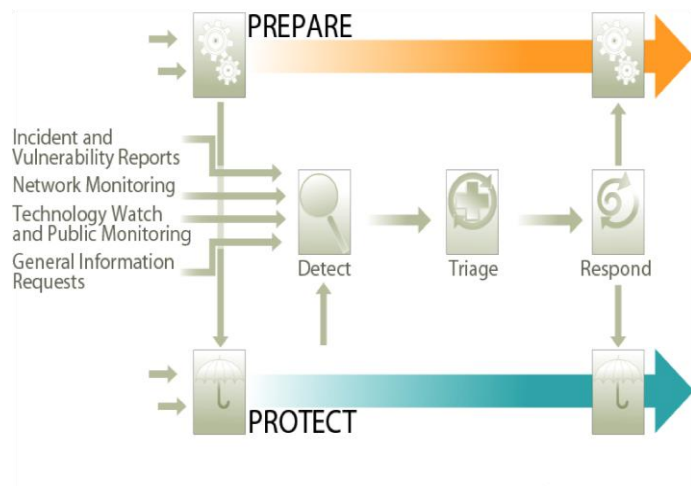 PREPARE
Incident and
Vulnerability Reports
Network Monitoring
Technology Watch
and Public Monitoring
General Information
Requests
Detect
Triage
Respond
PROTECT